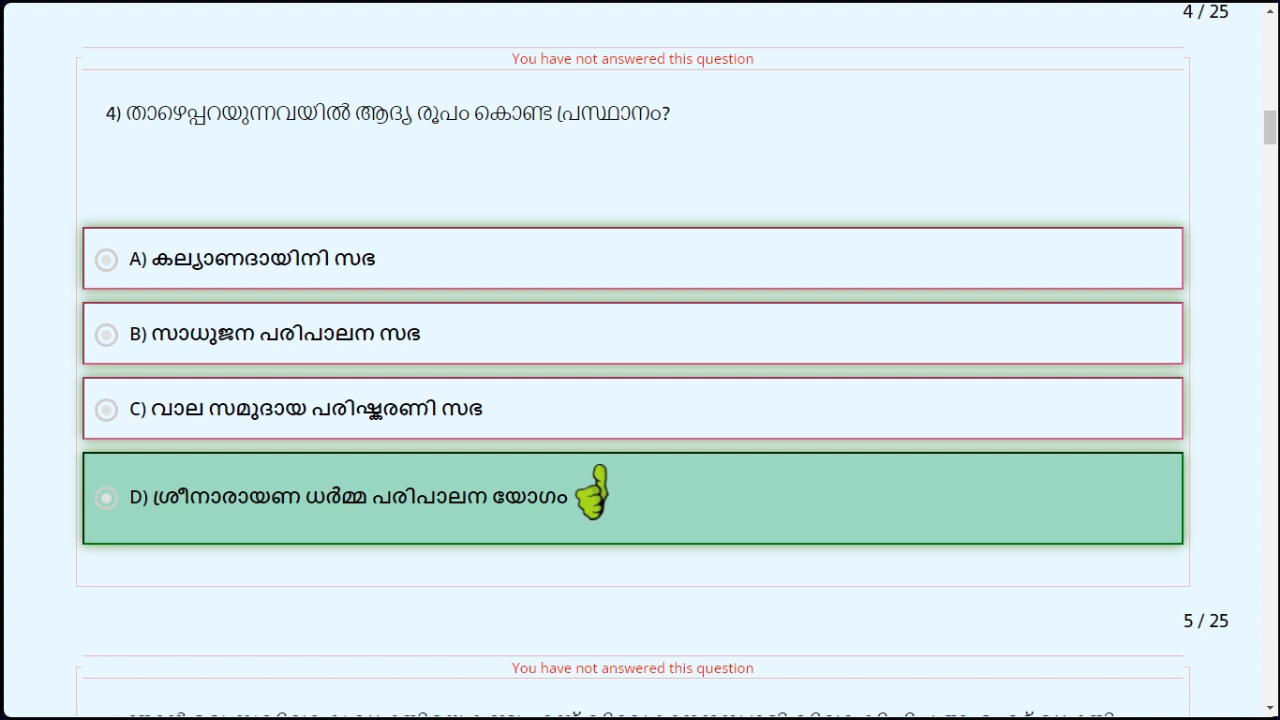 4 / 25
You have not answered this question
4) താഴെപ്പറയുന്നവയിൽ ആദ്യ രൂപം കൊണ്ട പ്രസ്ഥാനം?
A) കല്യാണദായിനി സഭ
B) സാധുജന പരിപാലന സഭ
C) വാല സമുദായ പരിഷ്കരണി സഭ
D) ശ്രീനാരായണ ധർമ്മ പരിപാലന യോഗം
5 / 25
You have not answered this question